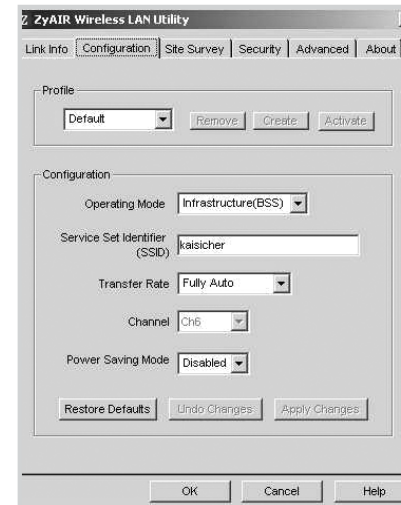 ZyAIR Wireless LAN Utility
Link Info Configuration Site Survey Security Advanced About
Profile
Default Remove Create Activate
Configuration
Operating Mode Infrastructure(BSS)
Service Set Identifier
(SSID) kaisicher
Transfer Rate Fully Auto
Channel Ch6
Power Saving Mode Disabled
Restore Defaults Undo Changes Apply Changes
OK Cancel Help